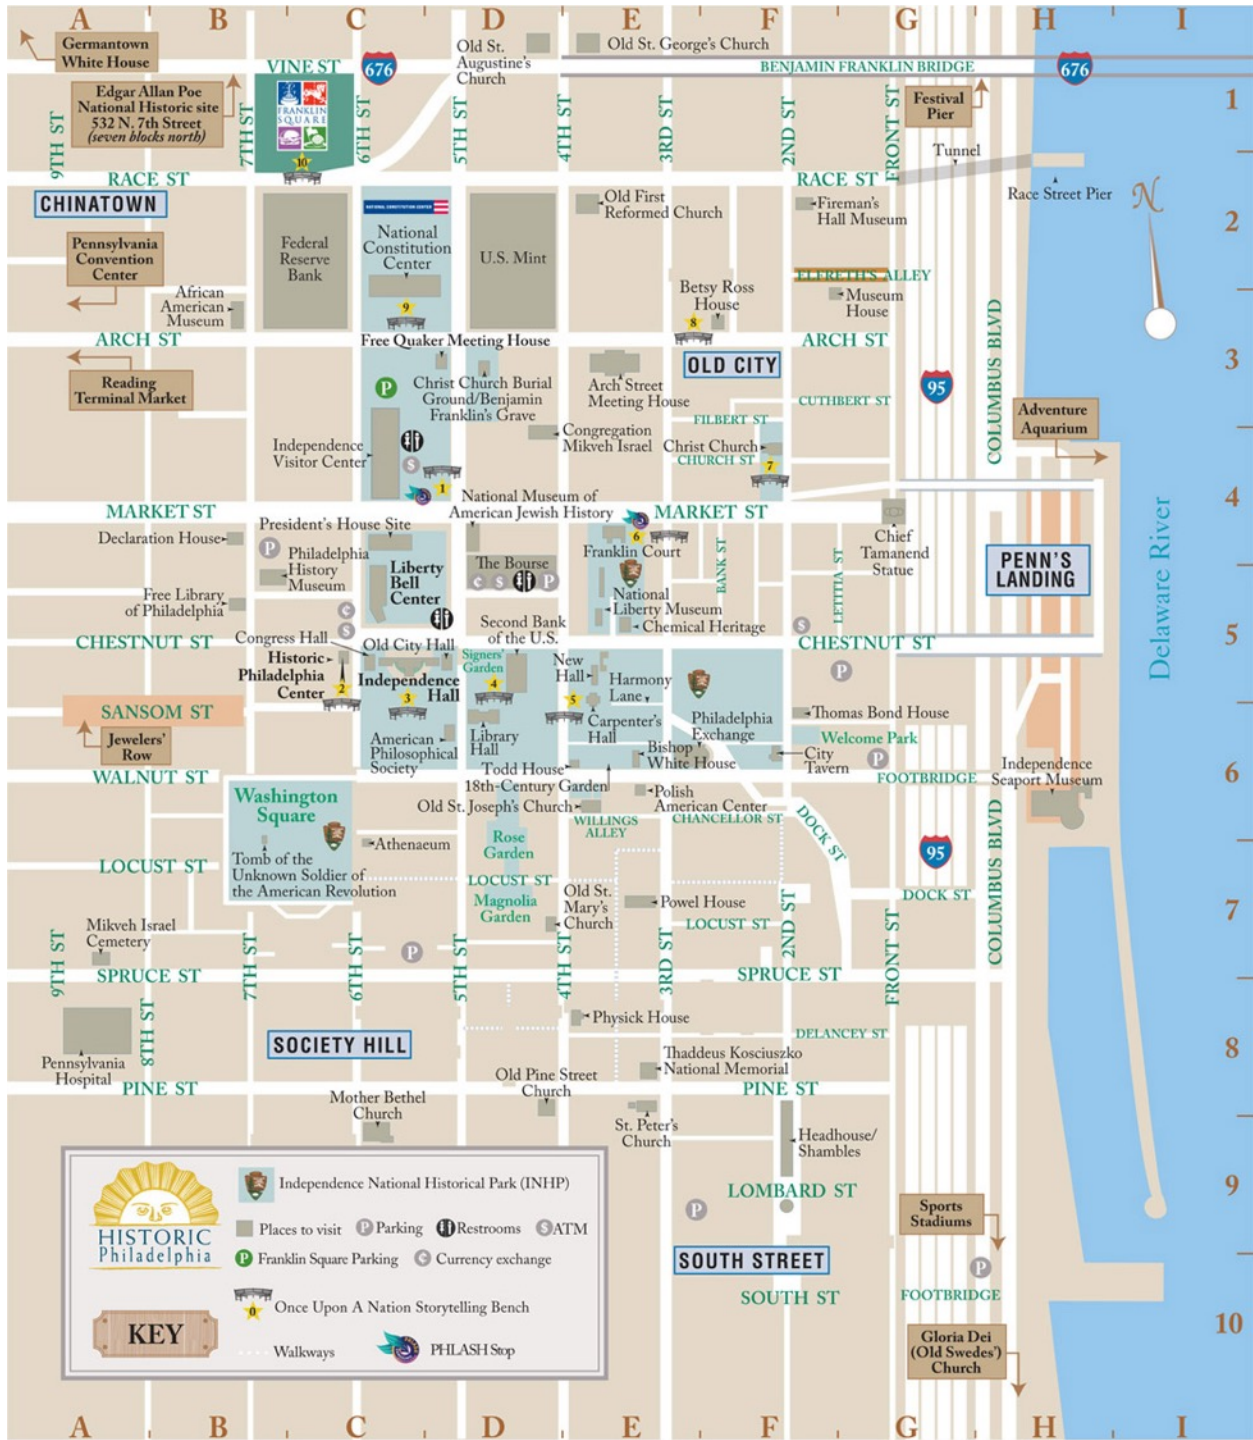 A B C D E F G H I
Germantown
White House
Edgar Allan Poe
National Historic site
532 N. 7th Street
(seven blocks north)
VINE ST
676
Old St.
Augustine's
Church
Old St. George's Church
BENJAMIN FRANKLIN BRIDGE
676
FRANKLIN
SQUARE
10
Festival
Pier
1
9TH ST
7TH ST
6TH ST
5TH ST
4TH ST
3RD ST
2ND ST
FRONT ST
Tunnel
Race Street Pier
RACE ST
RACE ST
CHINATOWN
N
2
Pennsylvania
Convention
Center
Federal
Reserve
Bank
NATIONAL CONSTITUTION CENTER
National
Constitution
Center
9
U.S. Mint
Old First
Reformed Church
Fireman's
Hall Museum
ELFRETH'S ALLEY
Museum
House
African
American
Museum
Betsy Ross
House
8
ARCH ST
ARCH ST
Free Quaker Meeting House
OLD CITY
COLUMBUS BLVD
3
Reading
Terminal Market
P
Christ Church Burial
Ground/Benjamin
Franklin's Grave
Arch Street
Meeting House
95
CUTHBERT ST
FILBERT ST
Adventure
Aquarium
Independence
Visitor Center
$
1
Congregation
Mikveh Israel
Christ Church
CHURCH ST
7
4
MARKET ST
National Museum of
American Jewish History
MARKET ST
Declaration House
President's House Site
P
Philadelphia
History
Museum
Liberty
Bell
Center
The Bourse
¢ $ P
6
Franklin Court
BANK ST
LETITIA ST
Chief
Tamanend
Statue
PENN'S
LANDING
Delaware River
Free Library
of Philadelphia
¢
$
National
Liberty Museum
Chemical Heritage
$
5
CHESTNUT ST
CHESTNUT ST
Congress Hall
Old City Hall
Second Bank
of the U.S.
Historic
Philadelphia
Center
2
Independence
Hall
3
Signers'
Garden
4
New
Hall
5
Harmony
Lane
P
SANSOM ST
Jewelers'
Row
American
Philosophical
Society
Library
Hall
Carpenter's
Hall
Philadelphia
Exchange
Thomas Bond House
Welcome Park
Todd House
18th-Century Garden
Bishop
White House
City
Tavern
P
Independence
Seaport Museum
6
WALNUT ST
FOOTBRIDGE
Washington
Square
Old St. Joseph's Church
Polish
American Center
WILLINGS
ALLEY
CHANCELLOR ST
DOCK ST
COLUMBUS BLVD
Tomb of the
Unknown Soldier of
the American Revolution
Athenaeum
Rose
Garden
95
LOCUST ST
LOCUST ST
DOCK ST
Magnolia
Garden
Old St.
Mary's
Church
Powel House
LOCUST ST
7
Mikveh Israel
Cemetery
P
9TH ST
7TH ST
6TH ST
5TH ST
4TH ST
3RD ST
2ND ST
FRONT ST
SPRUCE ST
SPRUCE ST
8TH ST
Physick House
DELANCEY ST
SOCIETY HILL
8
Pennsylvania
Hospital
Thaddeus Kosciuszko
National Memorial
PINE ST
Old Pine Street
Church
PINE ST
Mother Bethel
Church
St. Peter's
Church
Headhouse/
Shambles
LOMBARD ST
P
9
Sports
Stadiums
SOUTH STREET
P
SOUTH ST
FOOTBRIDGE
10
Gloria Dei
(Old Swedes')
Church
HISTORIC
Philadelphia
Independence National Historical Park (INHP)
Places to visit
P Parking
Restrooms
$ ATM
P Franklin Square Parking
¢ Currency exchange
0 Once Upon A Nation Storytelling Bench
KEY
Walkways
PHLASH Stop
A B C D E F G H I